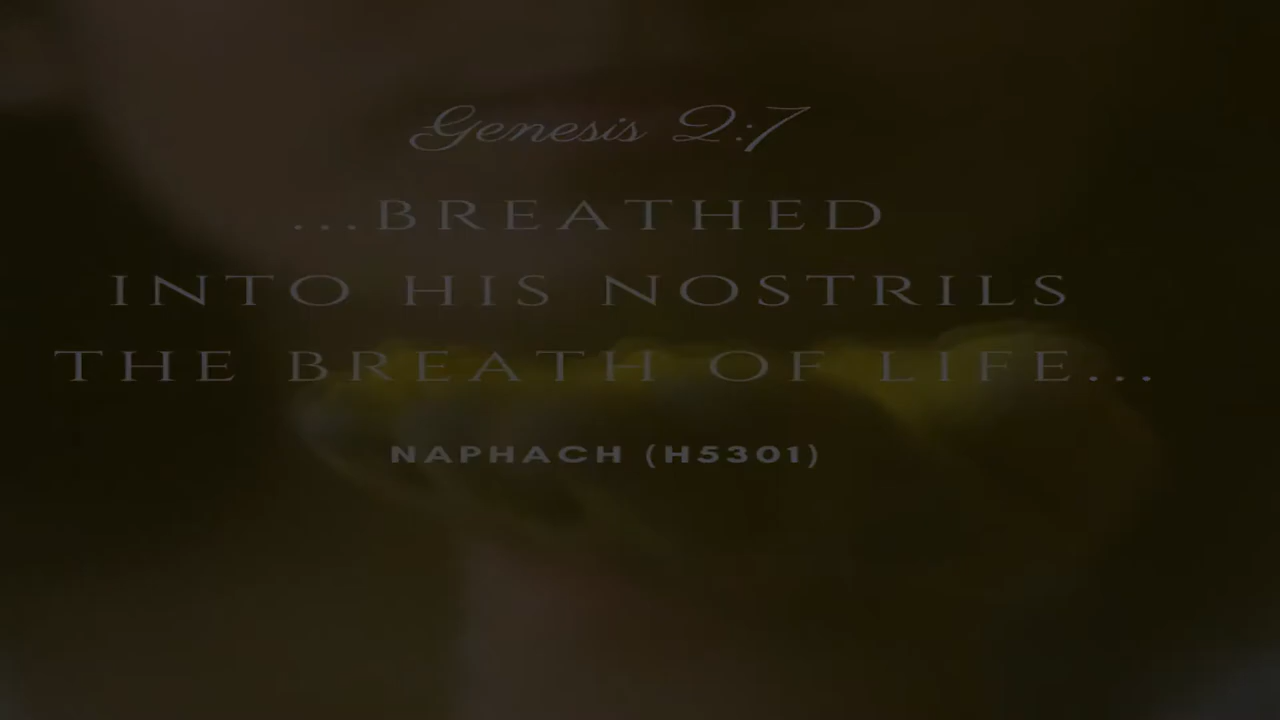 Genesis 2:7
...BREATHED
INTO HIS NOSTRILS
THE BREATH OF LIFE...
NAPHACH (H5301)